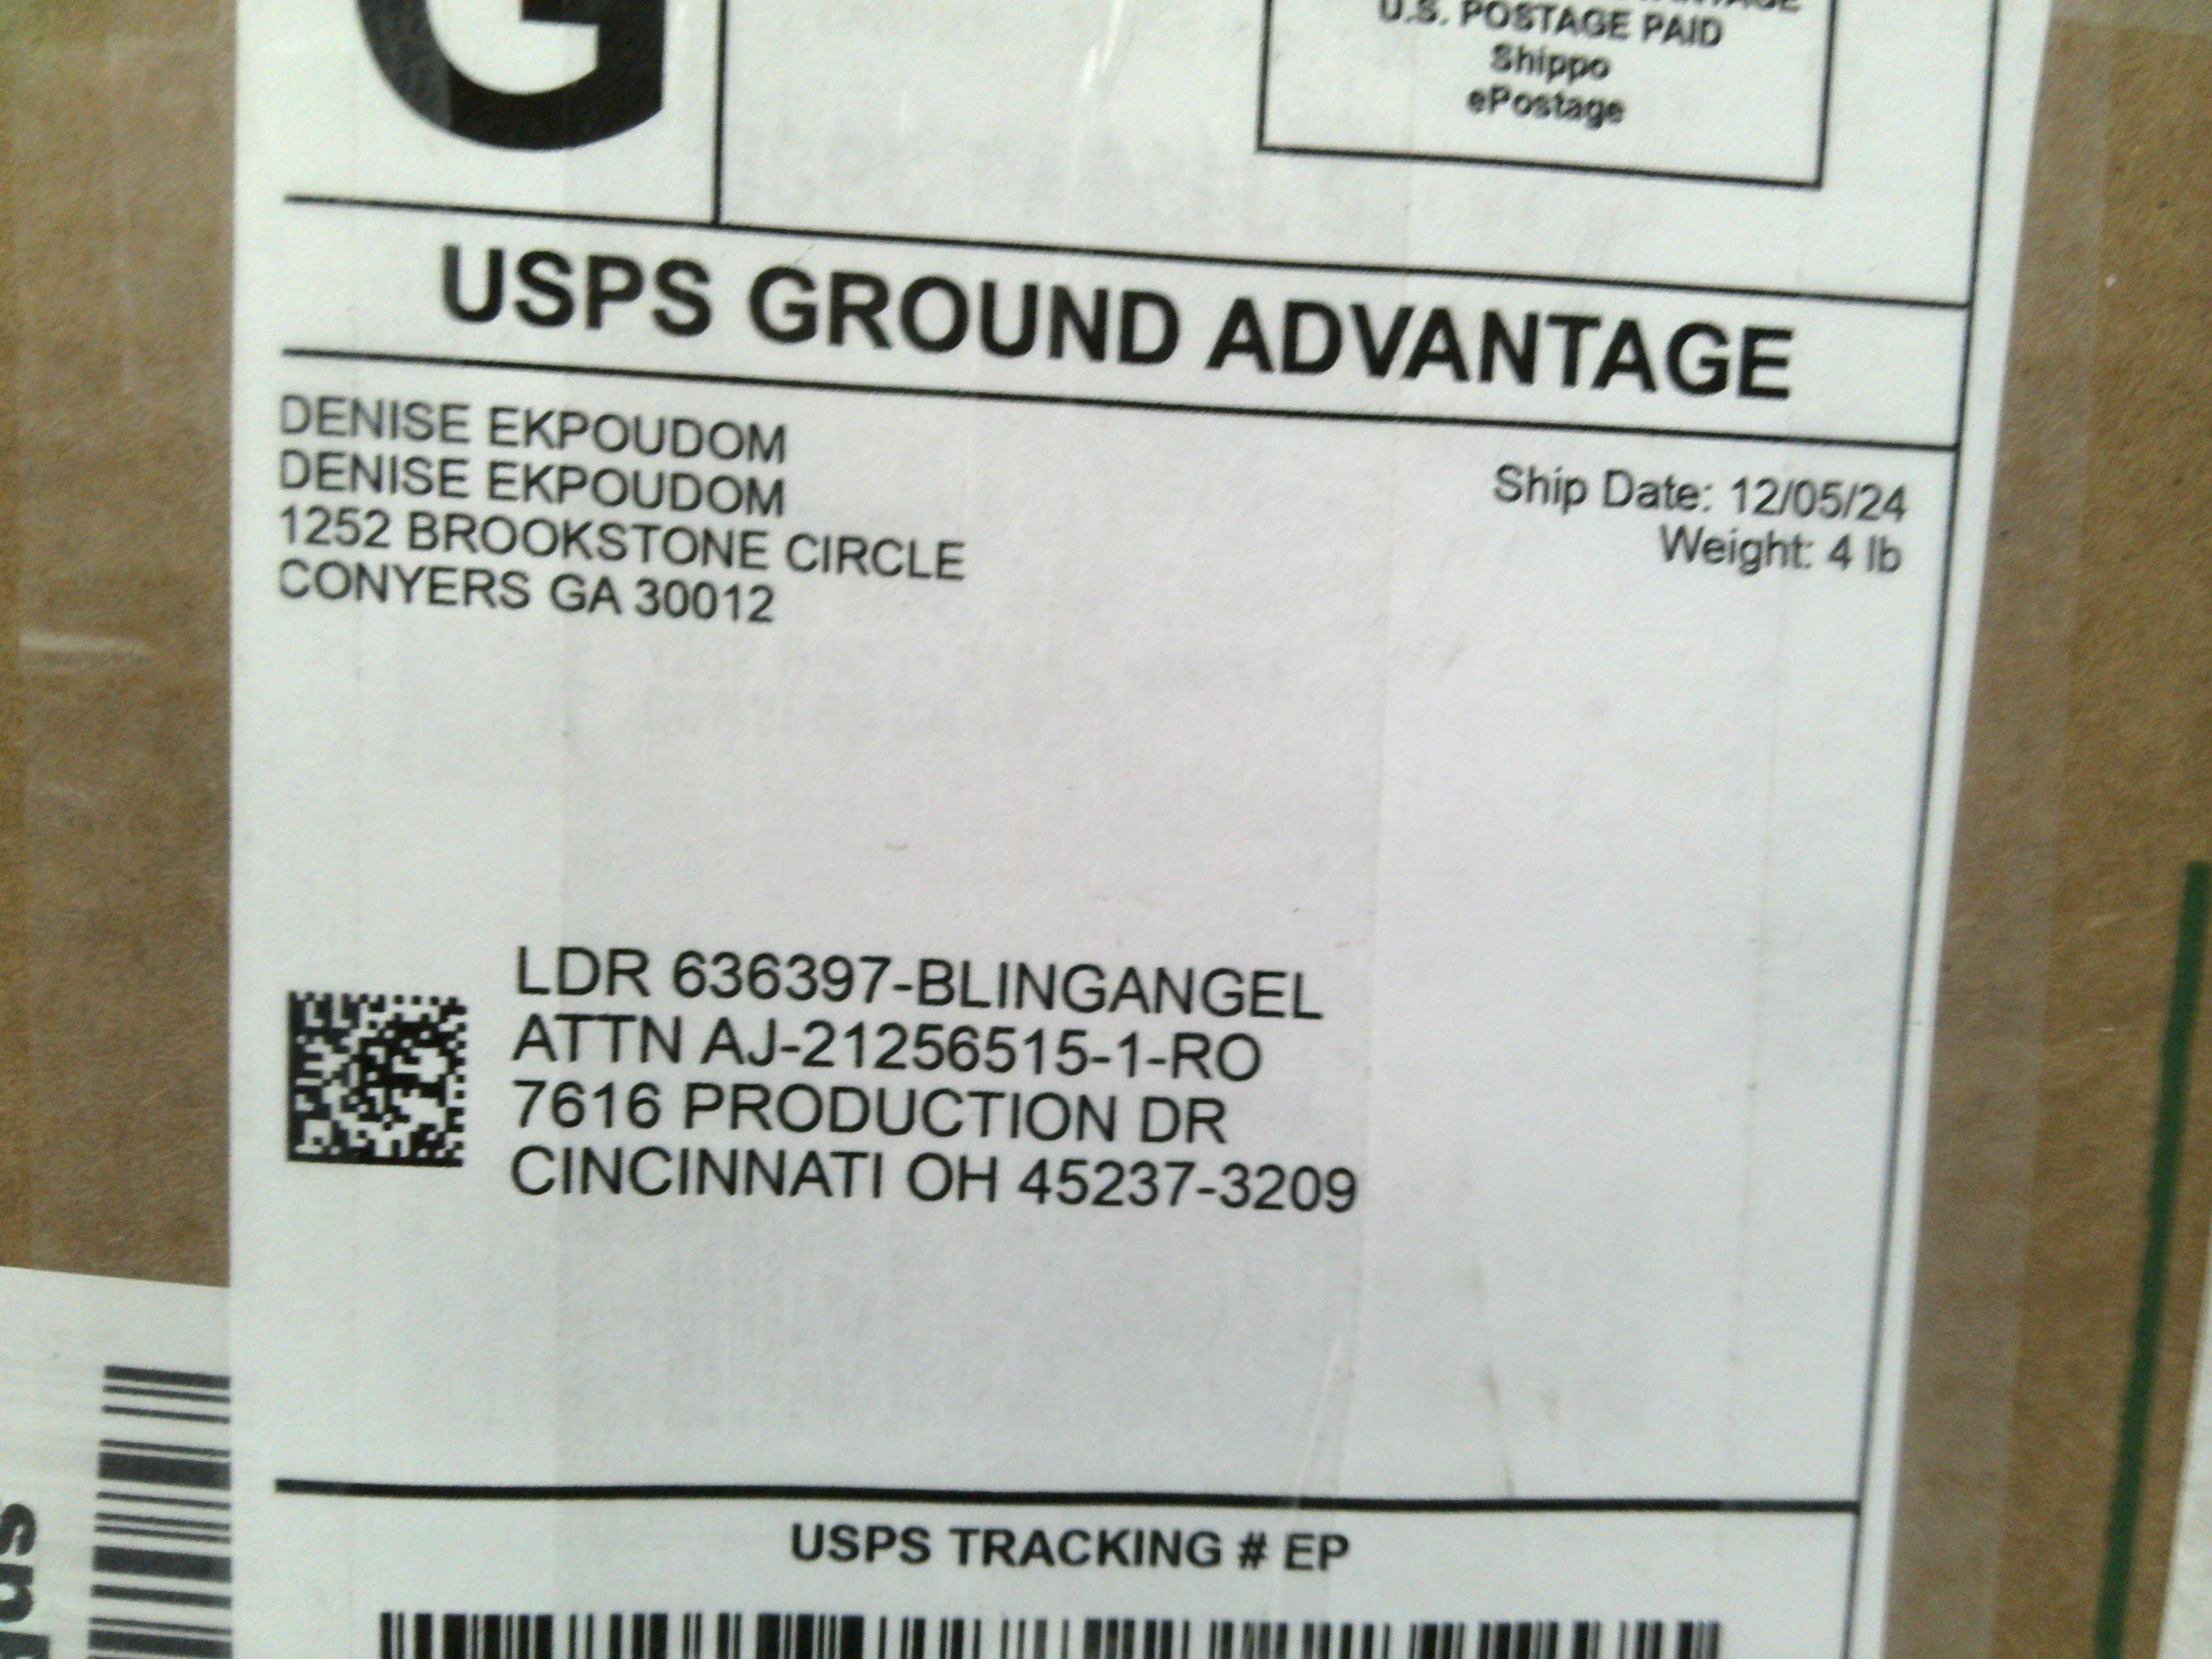 G
U.S. POSTAGE PAID
Shippo
ePostage
USPS GROUND ADVANTAGE
DENISE EKPOUDOM
DENISE EKPOUDOM
1252 BROOKSTONE CIRCLE
CONYERS GA 30012
Ship Date: 12/05/24
Weight: 4 lb
LDR 636397-BLINGANGEL
ATTN AJ-21256515-1-RO
7616 PRODUCTION DR
CINCINNATI OH 45237-3209
USPS TRACKING # EP